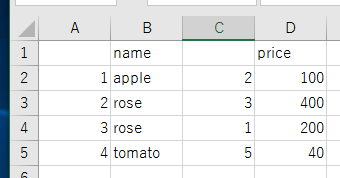 A B C D
1 name price
2 1 apple 2 100
3 2 rose 3 400
4 3 rose 1 200
5 4 tomato 5 40
6